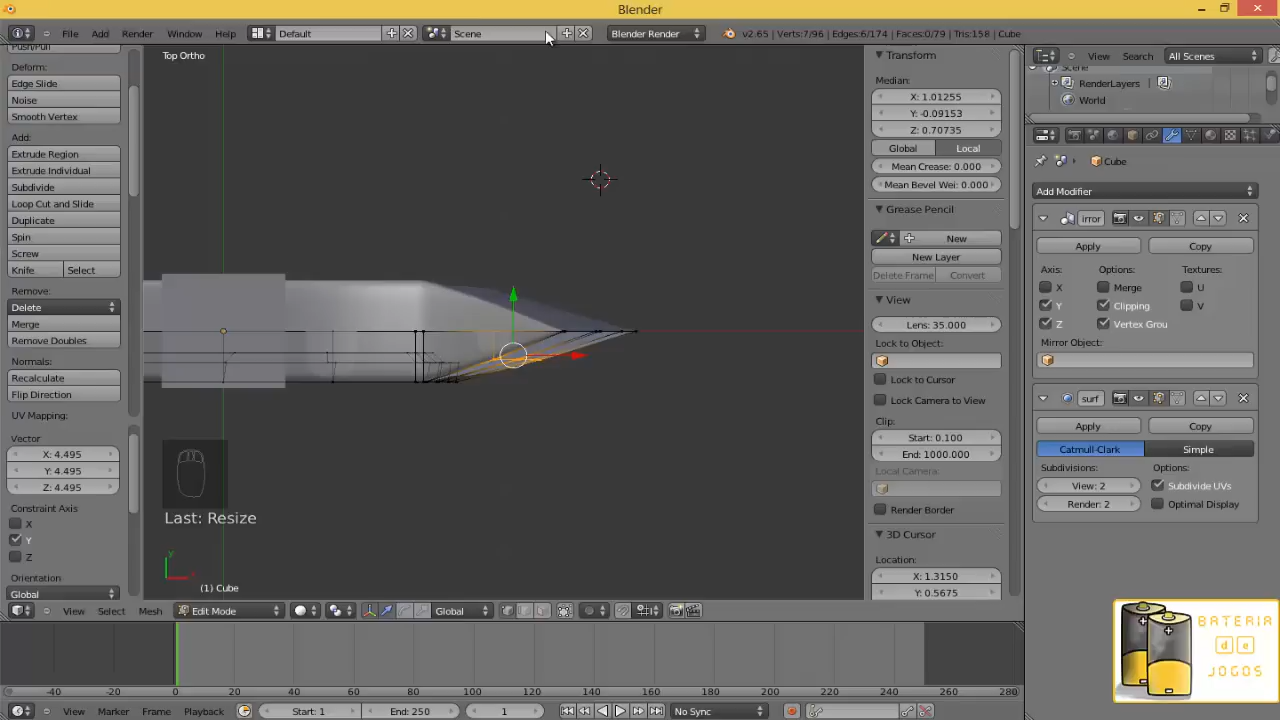 Blender
File Add Render Window Help Default Scene Blender Render v2.65 | Verts:7/96 | Edges:6/174 | Faces:0/79 | Tris:158 | Cube
Push/Pull
Deform:
Edge Slide
Noise
Smooth Vertex
Add:
Extrude Region
Extrude Individual
Subdivide
Loop Cut and Slide
Duplicate
Spin
Screw
Knife Select
Remove:
Delete
Merge
Remove Doubles
Normals:
Recalculate
Flip Direction
UV Mapping:
Vector
X: 4.495
Y: 4.495
Z: 4.495
Constraint Axis
X
Y
Z
Orientation
Global
Top Ortho
Last: Resize
(1) Cube
Transform
Median:
X: 1.01255
Y: -0.09153
Z: 0.70735
Global Local
Mean Crease: 0.000
Mean Bevel Wei: 0.000
Grease Pencil
New
New Layer
Delete Frame Convert
View
Lens: 35.000
Lock to Object:
Lock to Cursor
Lock Camera to View
Clip:
Start: 0.100
End: 1000.000
Local Camera:
Render Border
3D Cursor
Location:
X: 1.3150
Y: 0.5675
View Search All Scenes
Scene
RenderLayers
World
Cube
Add Modifier
irror
Apply Copy
Axis: Options: Textures:
X Merge U
Y Clipping V
Z Vertex Grou
Mirror Object:
surf
Apply Copy
Catmull-Clark Simple
Subdivisions: Options:
View: 2 Subdivide UVs
Render: 2 Optimal Display
View Select Mesh Edit Mode Global
-40 -20 0 20 40 60 80 100 120 140 160 180 200 220 240 260 280
View Marker Frame Playback Start: 1 End: 250 1 No Sync
BATERIA
de
JOGOS